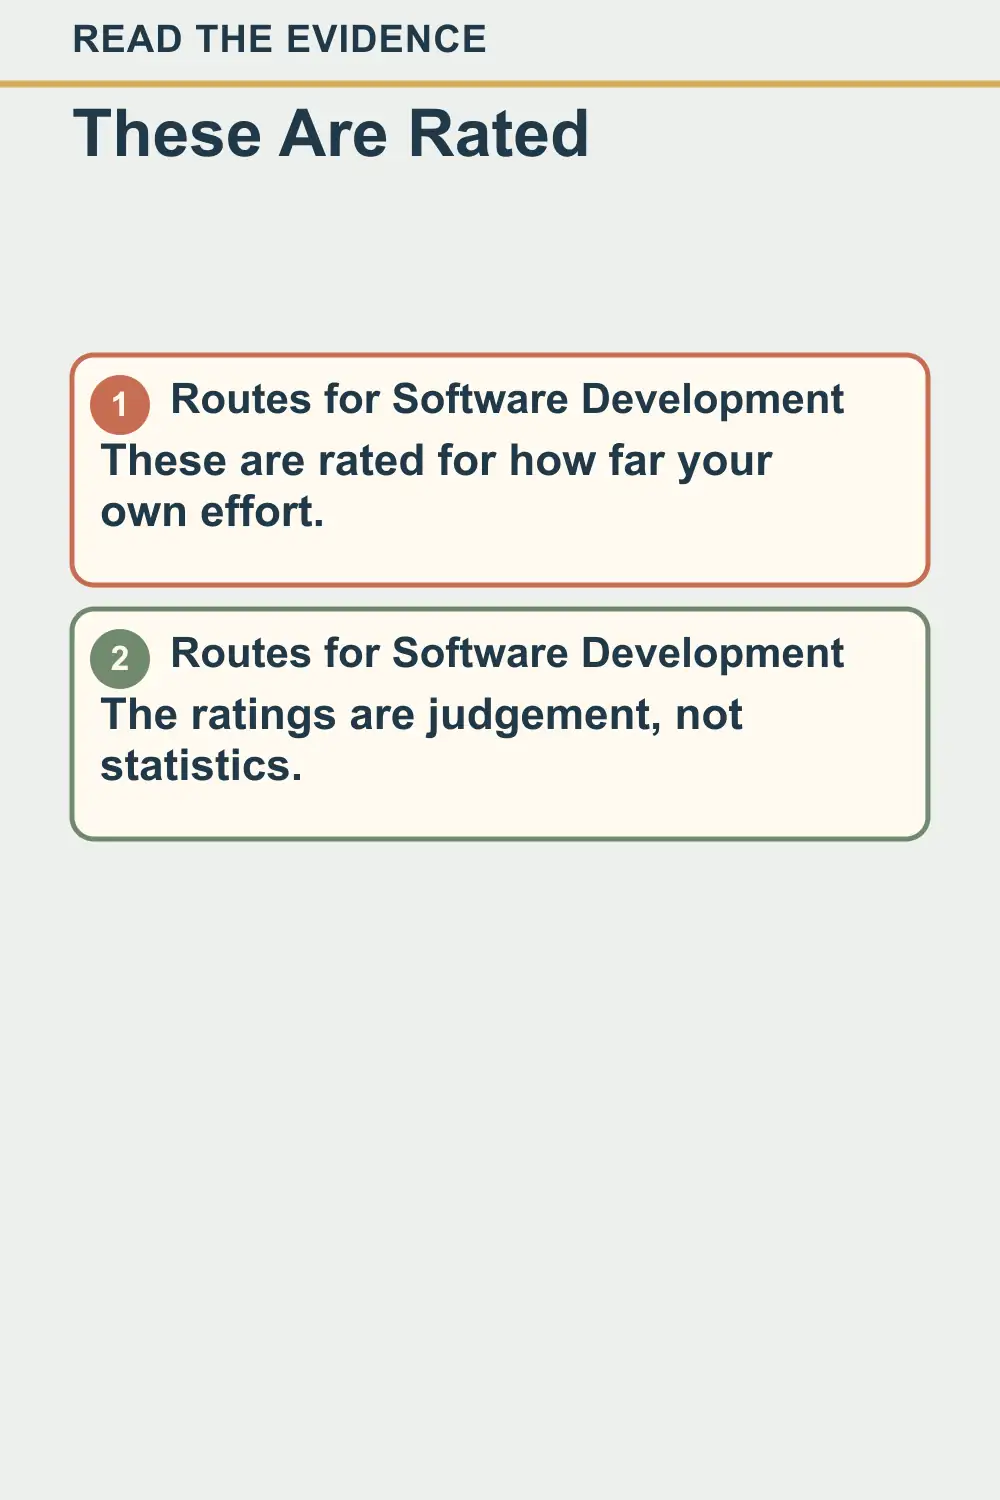 READ THE EVIDENCE
These Are Rated
1 Routes for Software Development
These are rated for how far your
own effort.
2 Routes for Software Development
The ratings are judgement, not
statistics.